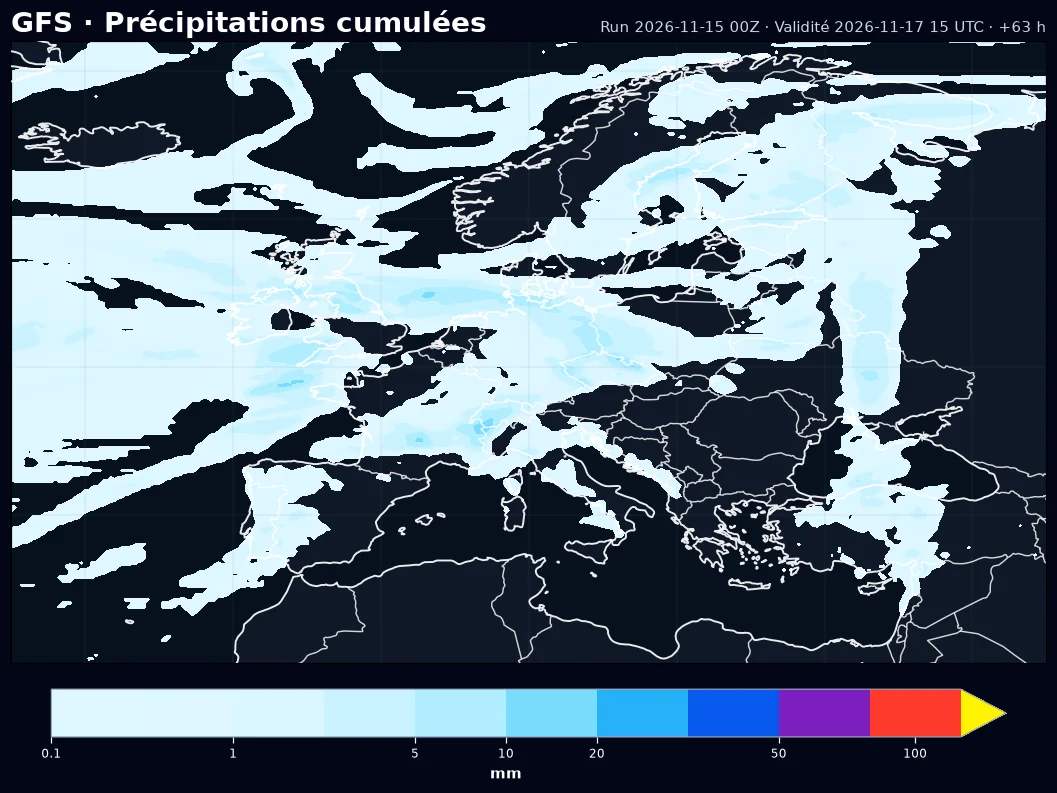 GFS · Précipitations cumulées
Run 2026-11-15 00Z · Validité 2026-11-17 15 UTC · +63 h
0.1 1 5 10 20 50 100
mm